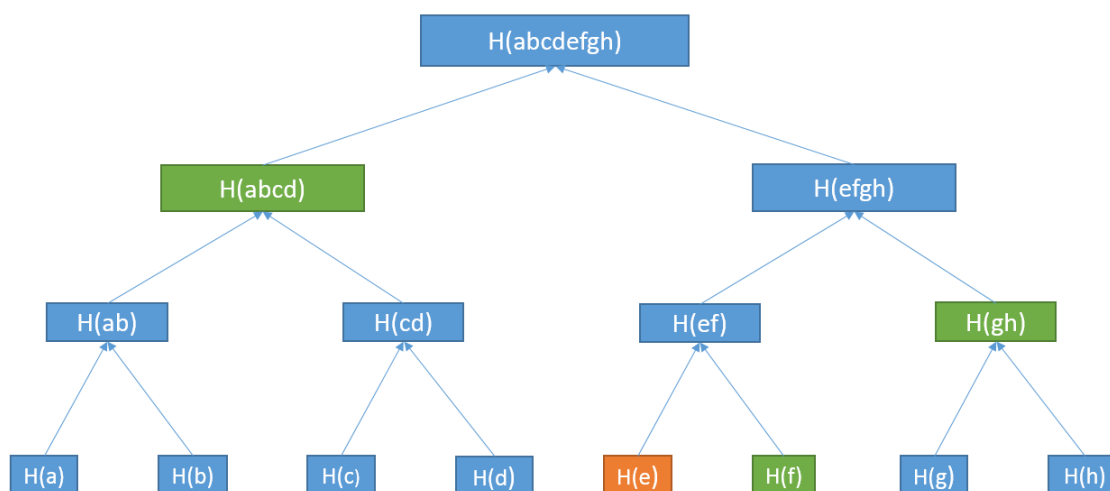 H(abcdefgh)
H(abcd)
H(efgh)
H(ab)
H(cd)
H(ef)
H(gh)
H(a)
H(b)
H(c)
H(d)
H(e)
H(f)
H(g)
H(h)